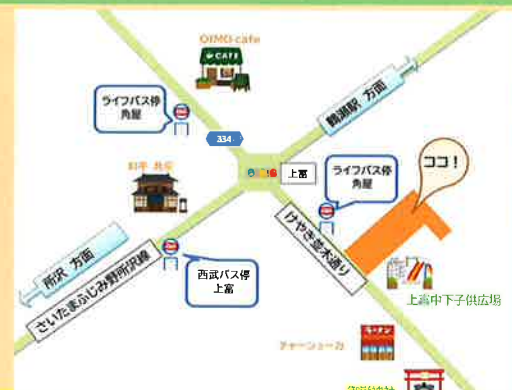 OIMO cafe
CAFE
ライフバス停
角屋
334
鶴瀬駅 方面
ココ！
上富
ライフバス停
角屋
けやき並木通り
所沢 方面
さいたまふじみ野所沢線
西武バス停
上富
上富中下子供広場
ラーメン
チャーシュー力